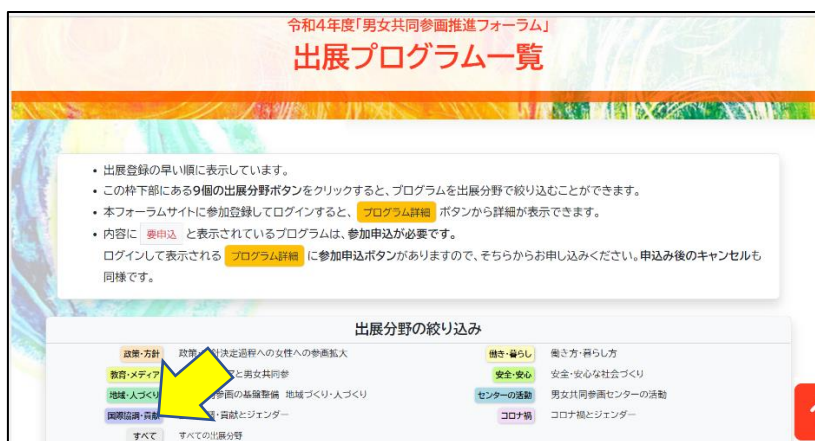 令和4年度「男女共同参画推進フォーラム」
出展プログラム一覧
• 出展登録の早い順に表示しています。
• この枠下部にある9個の出展分野ボタンをクリックすると、プログラムを出展分野で絞り込むことができます。
• 本フォーラムサイトに参加登録してログインすると、 プログラム詳細 ボタンから詳細が表示できます。
• 内容に 要申込 と表示されているプログラムは、参加申込が必要です。
ログインして表示される プログラム詳細 に参加申込ボタンがありますので、そちらからお申し込みください。申込み後のキャンセルも
同様です。
出展分野の絞り込み
政策・方針 政策・ 決定過程への女性への参画拡大
働き・暮らし 働き方・暮らし方
教育・メディア と男女共同参
安全・安心 安全・安心な社会づくり
地域・人づくり 参画の基盤整備 地域づくり・人づくり
センターの活動 男女共同参画センターの活動
国際協調・貢献 ・貢献とジェンダー
コロナ禍 コロナ禍とジェンダー
すべて すべての出展分野